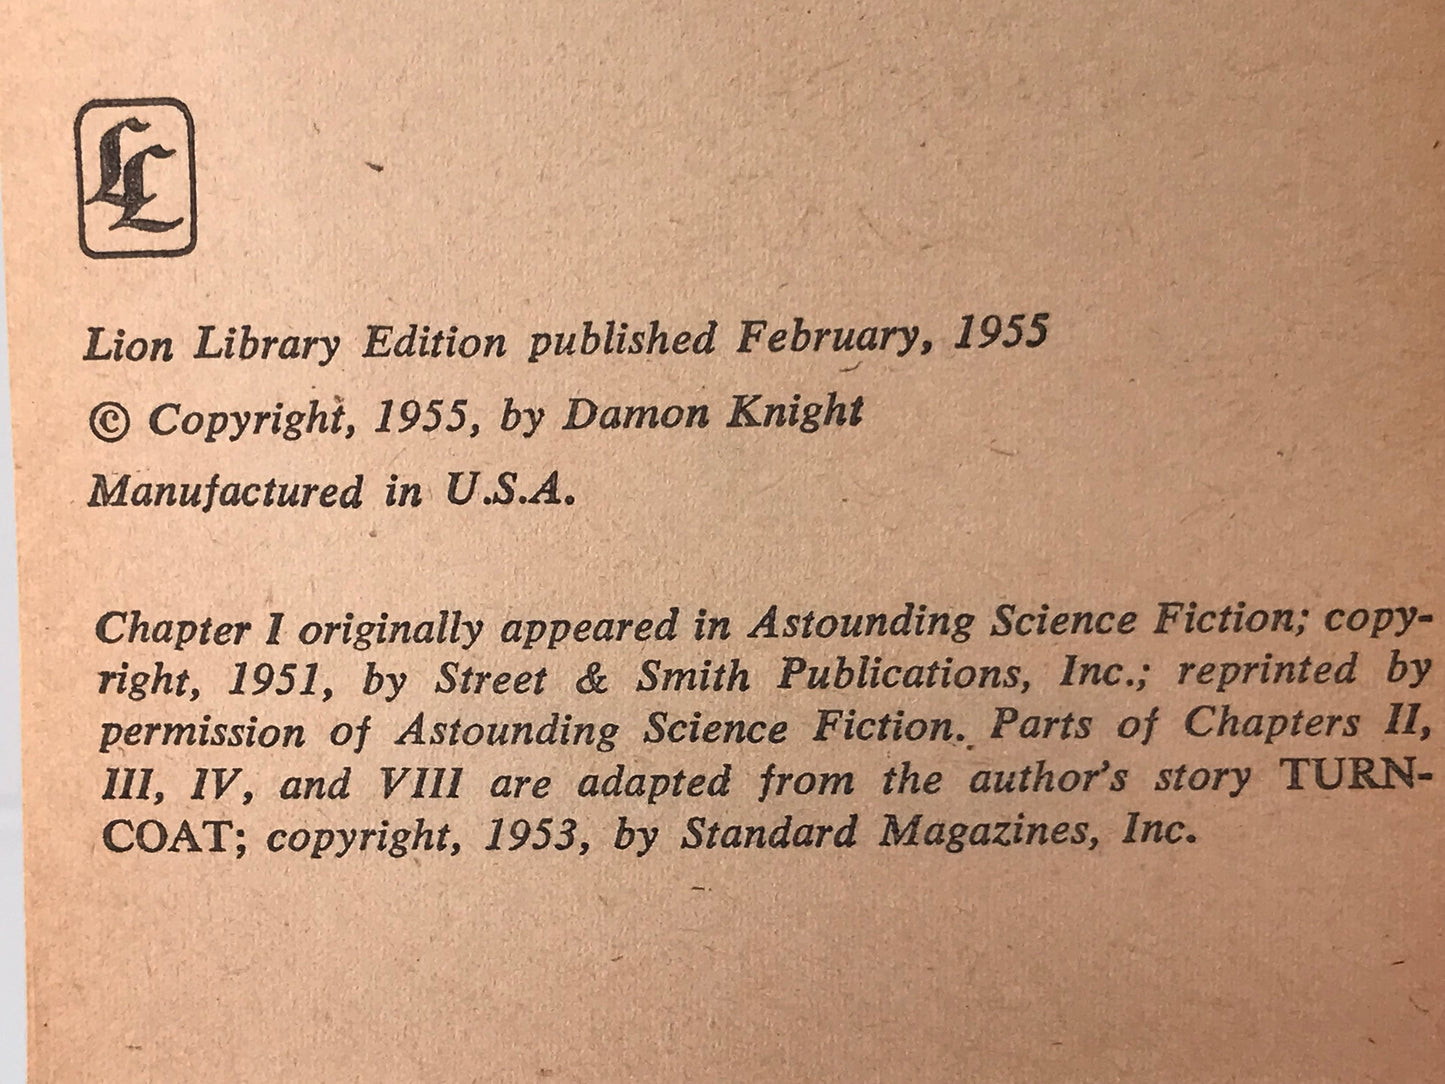 LL
Lion Library Edition published February, 1955
© Copyright, 1955, by Damon Knight
Manufactured in U.S.A.
Chapter I originally appeared in Astounding Science Fiction; copy-
right, 1951, by Street & Smith Publications, Inc.; reprinted by
permission of Astounding Science Fiction. Parts of Chapters II,
III, IV, and VIII are adapted from the author's story TURN-
COAT; copyright, 1953, by Standard Magazines, Inc.